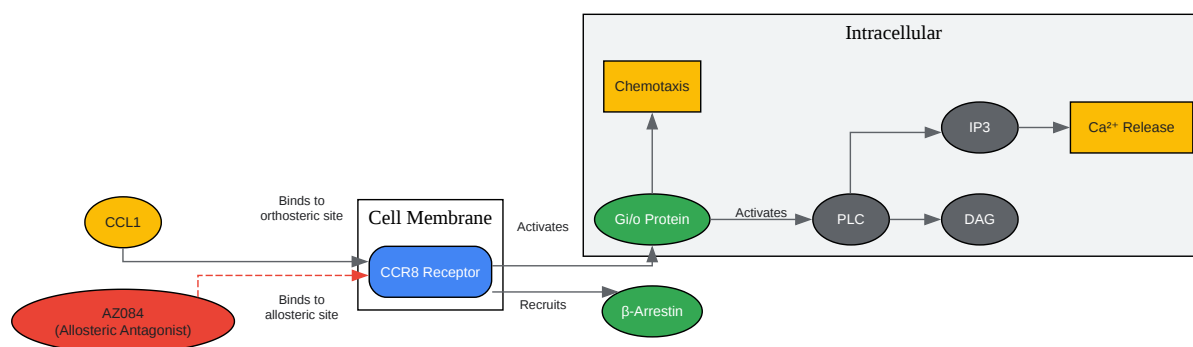 Intracellular
Chemotaxis
IP3
Ca²⁺ Release
CCL1
Binds to
orthosteric site
Cell Membrane
Activates
Gi/o Protein
Activates
PLC
DAG
CCR8 Receptor
AZ084
(Allosteric Antagonist)
Binds to
allosteric site
Recruits
β-Arrestin